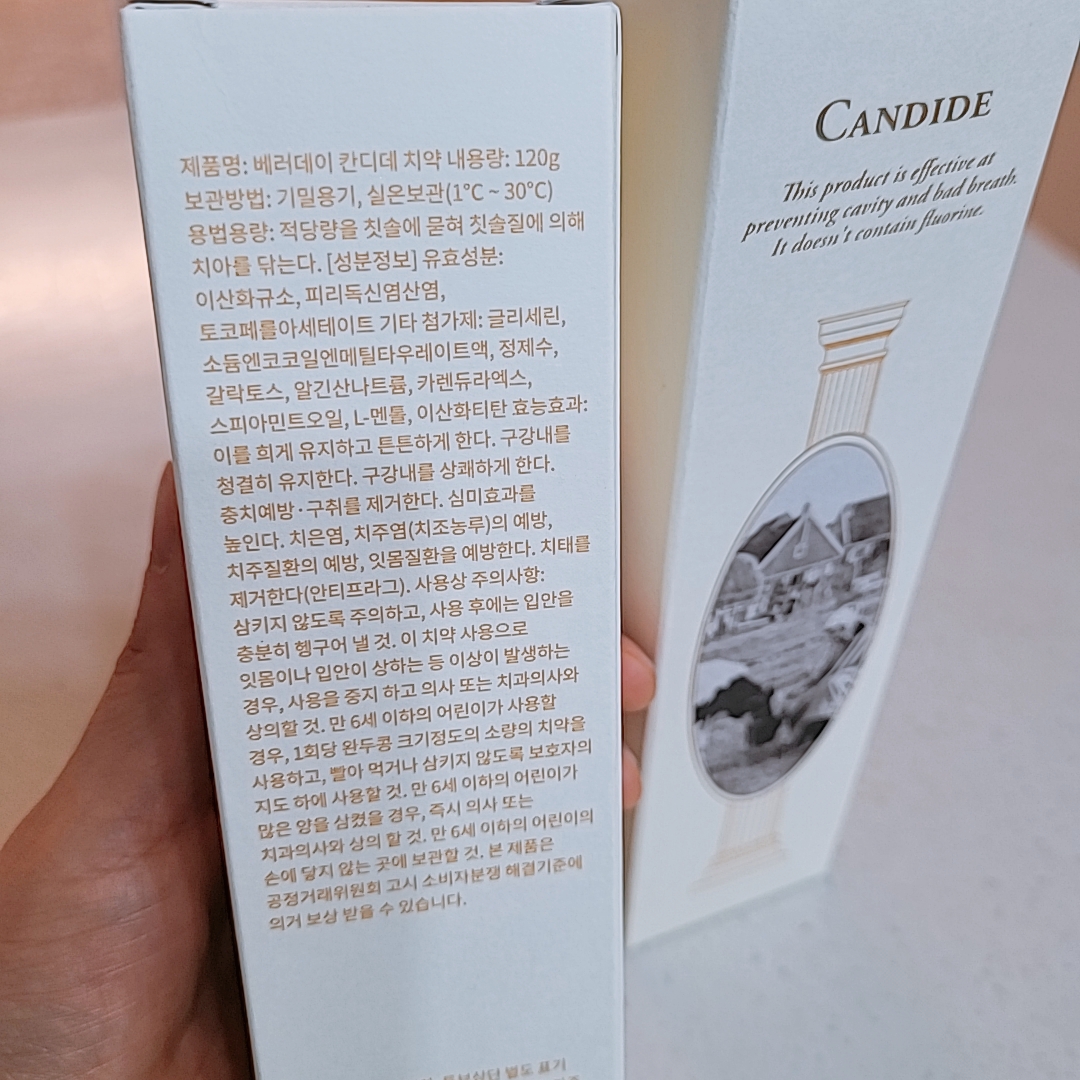 제품명: 베러데이 칸디데 치약 내용량: 120g
보관방법: 기밀용기, 실온보관(1°C ~ 30°C)
용법용량: 적당량을 칫솔에 묻혀 칫솔질에 의해
치아를 닦는다. [성분정보] 유효성분:
이산화규소, 피리독신염산염,
토코페롤아세테이트 기타 첨가제: 글리세린,
소듐엔코코일엔메틸타우레이트액, 정제수,
갈락토스, 알긴산나트륨, 카렌듀라엑스,
스피아민트오일, L-멘톨, 이산화티탄 효능효과:
이를 희게 유지하고 튼튼하게 한다. 구강내를
청결히 유지한다. 구강내를 상쾌하게 한다.
충치예방·구취를 제거한다. 심미효과를
높인다. 치은염, 치주염(치조농루)의 예방,
치주질환의 예방, 잇몸질환을 예방한다. 치태를
제거한다(안티프라그). 사용상 주의사항:
삼키지 않도록 주의하고, 사용 후에는 입안을
충분히 헹구어 낼 것. 이 치약 사용으로
잇몸이나 입안이 상하는 등 이상이 발생하는
경우, 사용을 중지 하고 의사 또는 치과의사와
상의할 것. 만 6세 이하의 어린이가 사용할
경우, 1회당 완두콩 크기정도의 소량의 치약을
사용하고, 빨아 먹거나 삼키지 않도록 보호자의
지도 하에 사용할 것. 만 6세 이하의 어린이가
많은 양을 삼켰을 경우, 즉시 의사 또는
치과의사와 상의 할 것. 만 6세 이하의 어린이의
손에 닿지 않는 곳에 보관할 것. 본 제품은
공정거래위원회 고시 소비자분쟁 해결기준에
의거 보상 받을 수 있습니다.
별도 표기
CANDIDE
This product is effective at
preventing cavity and bad breath.
It doesn't contain fluorine.